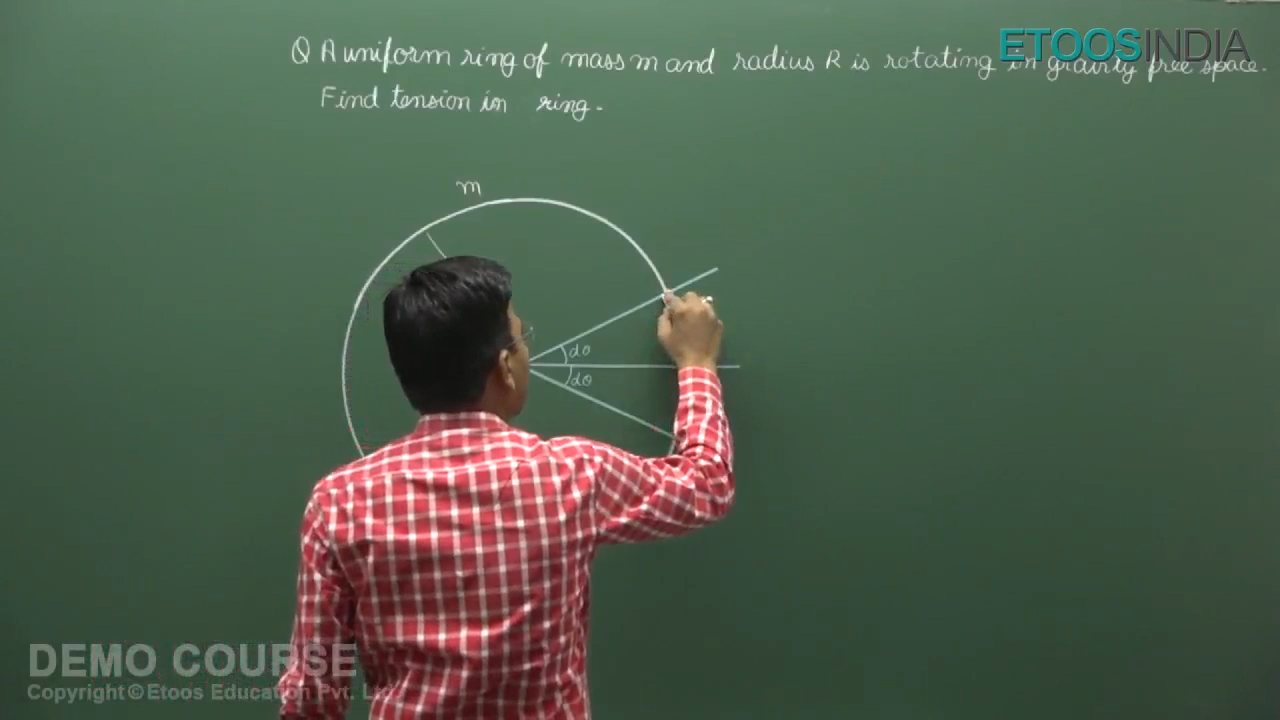 Q A uniform ring of mass m and radius R is rotating in gravity free space.
Find tension in ring.
ETOOSINDIA
m
dθ
dθ
DEMO COURSE
Copyright © Etoos Education Pvt. Ltd.